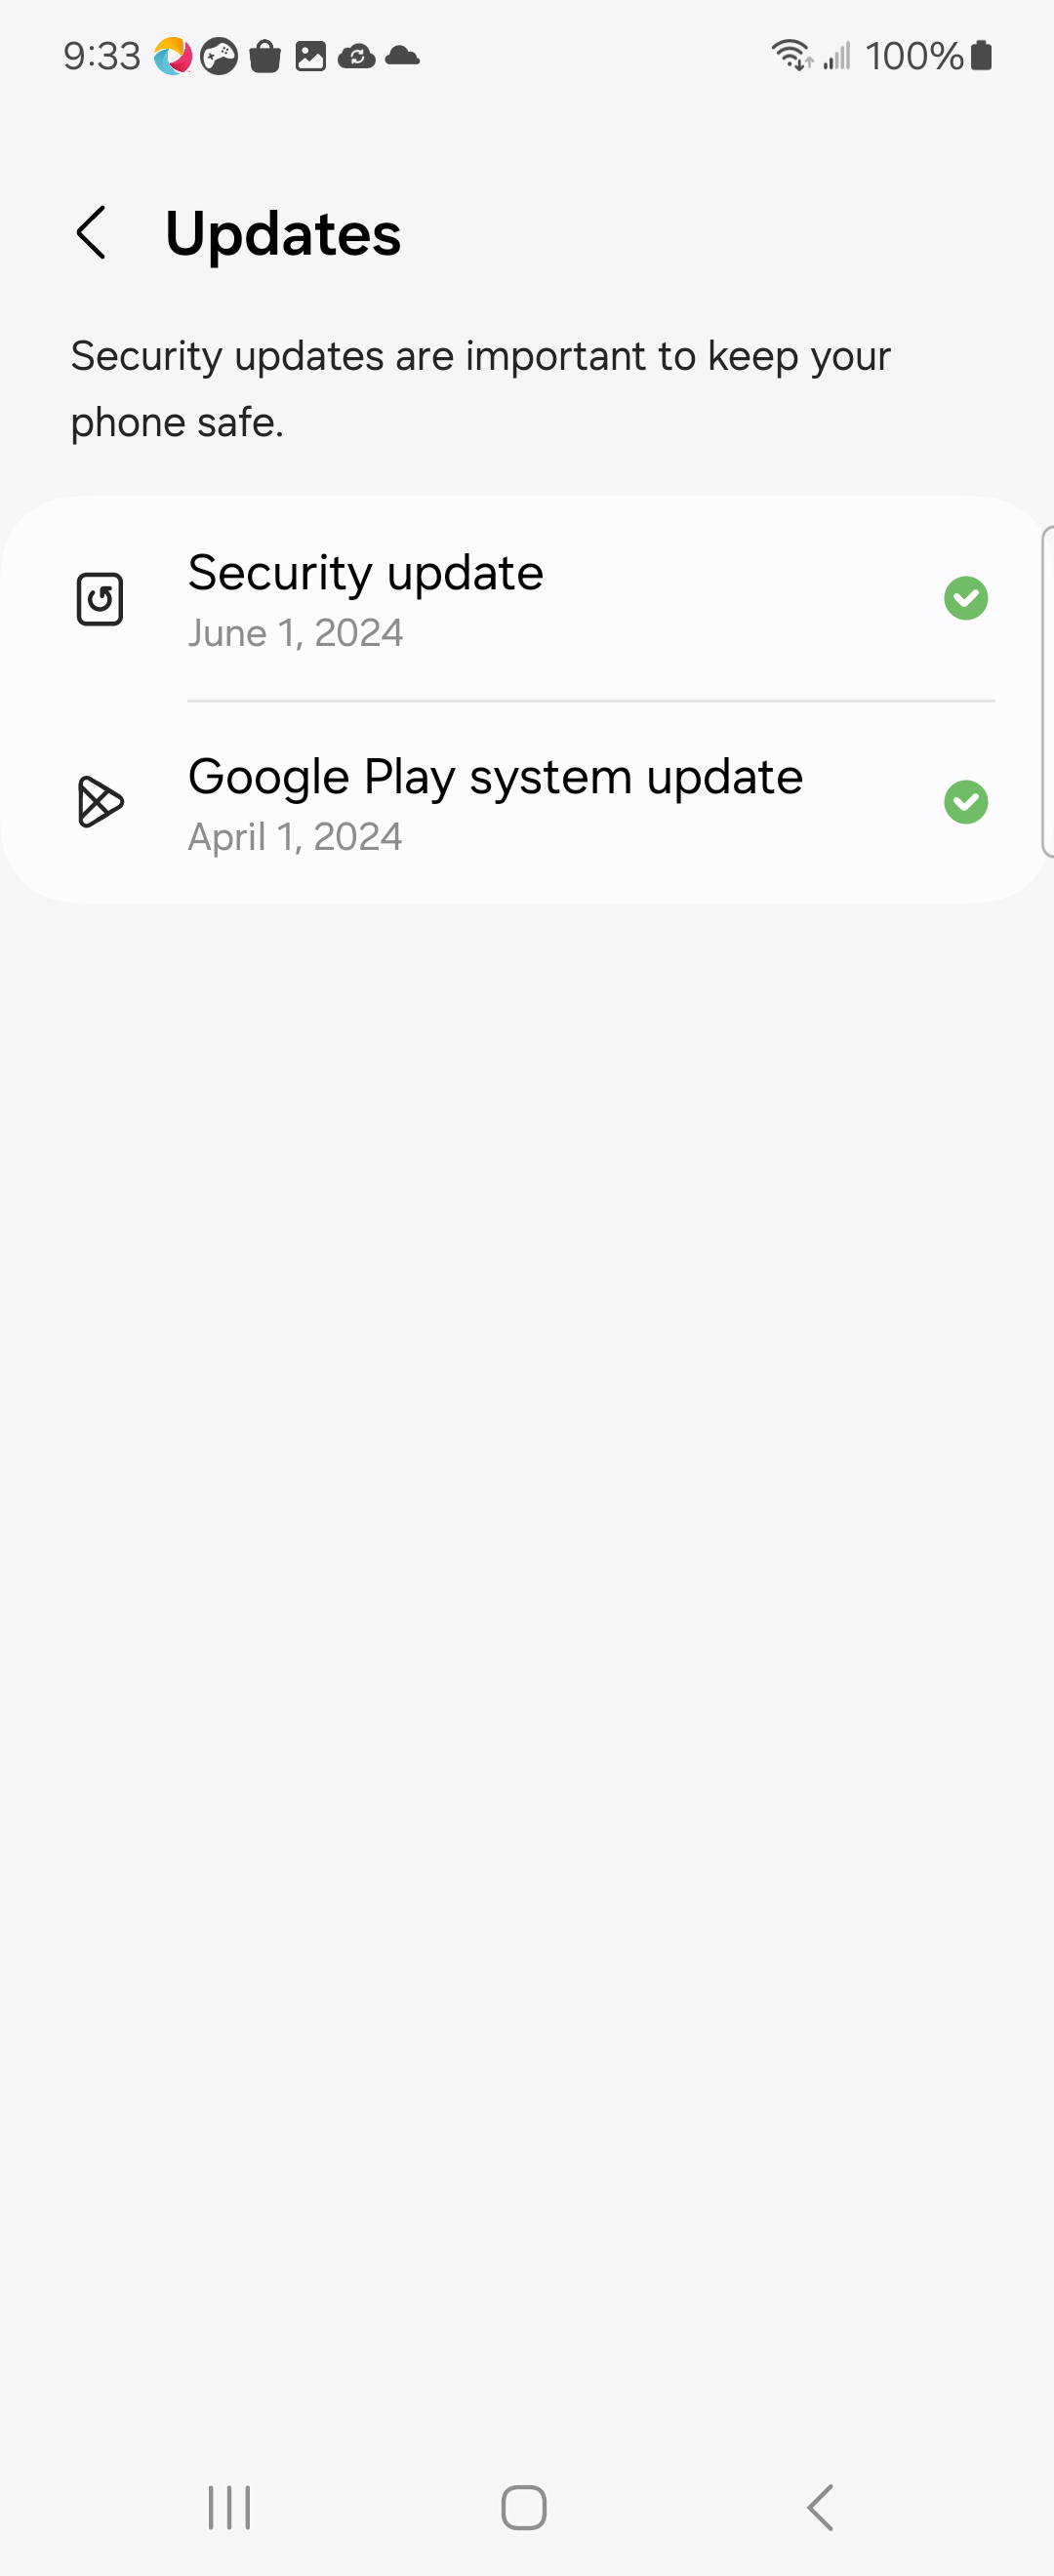 9:33
100%
Updates
Security updates are important to keep your
phone safe.
Security update
June 1, 2024
Google Play system update
April 1, 2024